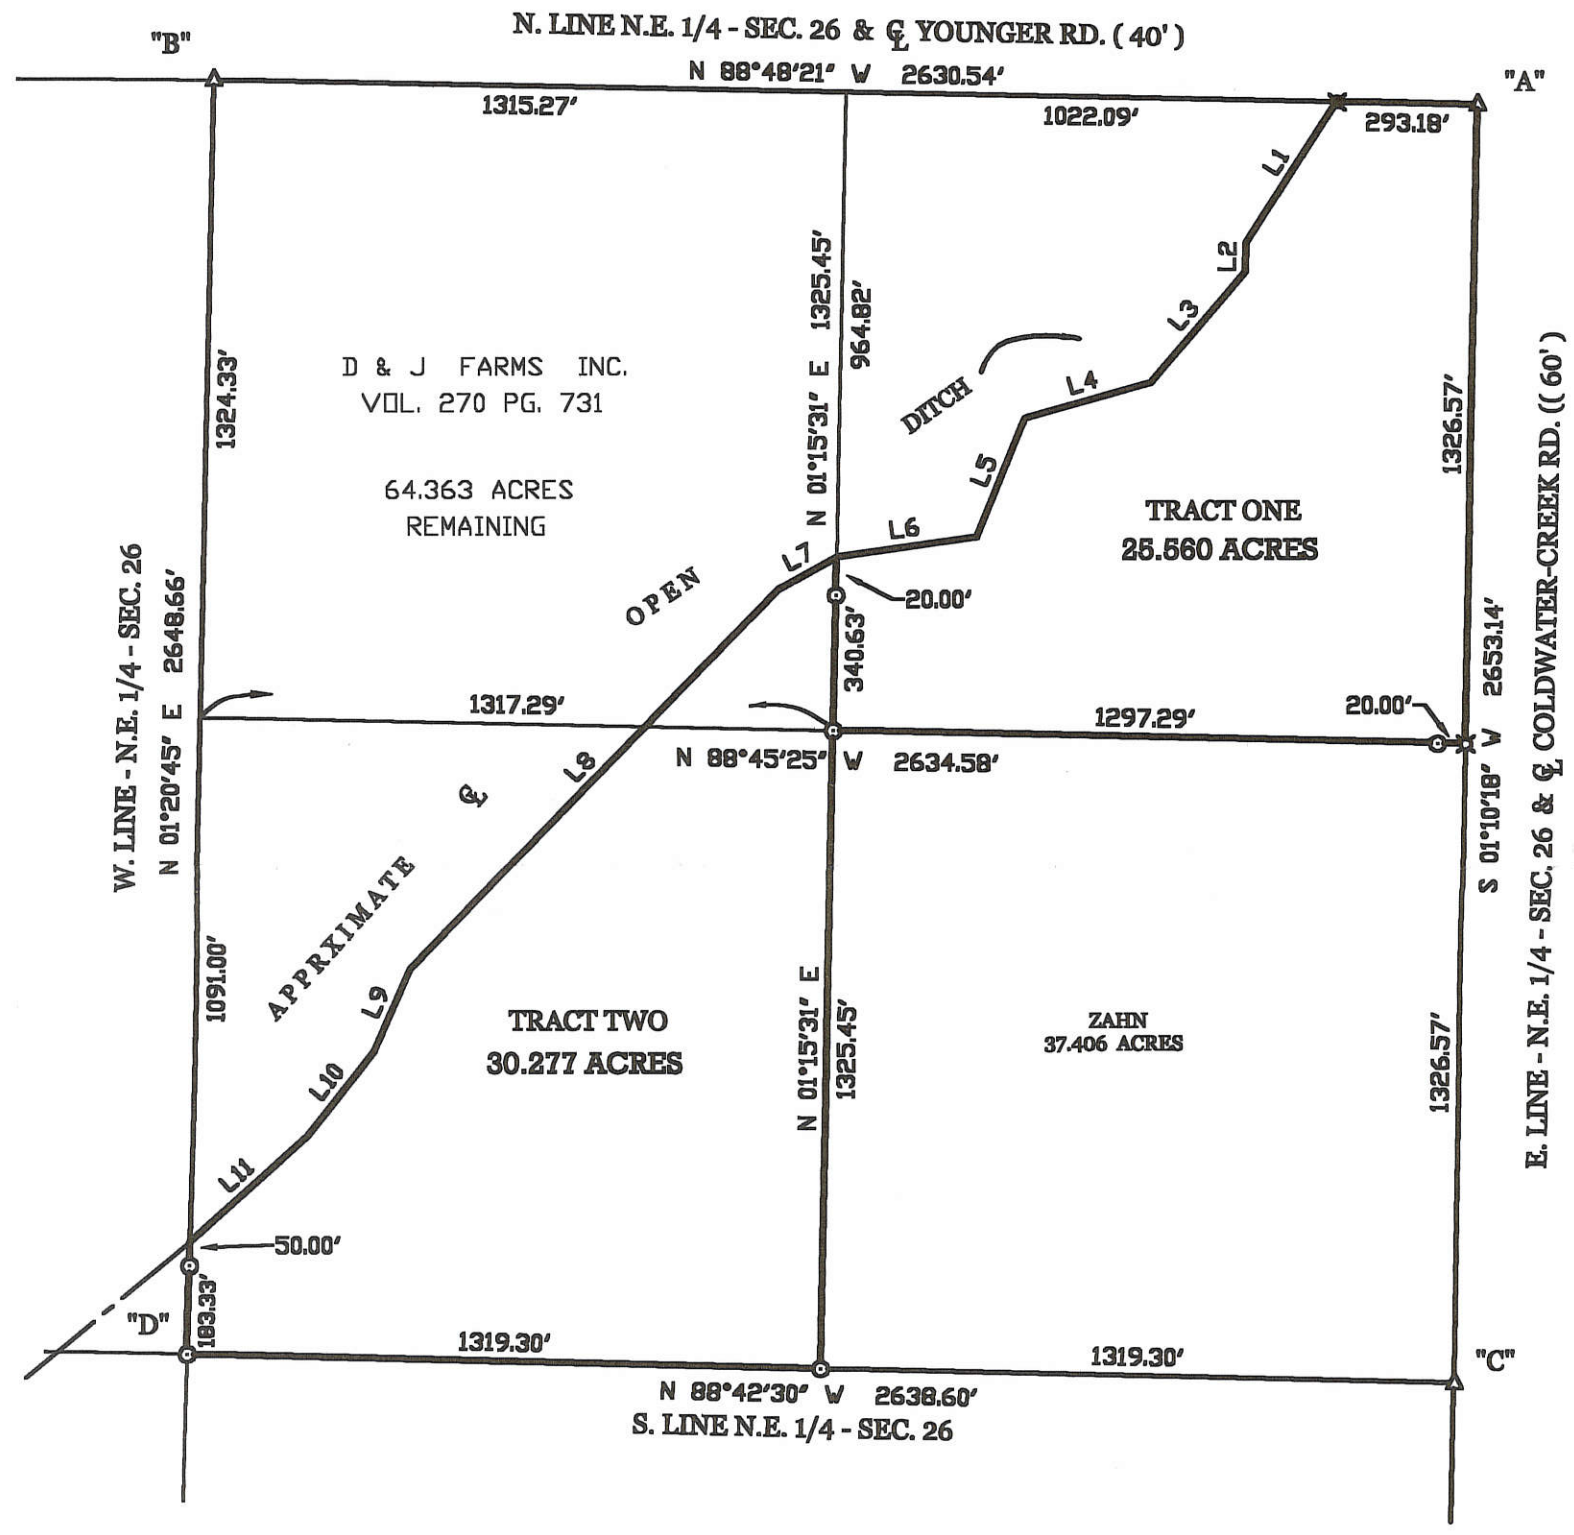 N. LINE N.E. 1/4 - SEC. 26 & ℄ YOUNGER RD. ( 40' )
"B"
N 88°48'21" W 2630.54'
"A"
1315.27'
1022.09'
293.18'
L1
L2
L3
L4
L5
L6
L7
1324.33'
N 01°15'31" E 1325.45'
964.82'
1326.57'
D & J FARMS INC.
VOL. 270 PG. 731
64.363 ACRES
REMAINING
DITCH
TRACT ONE
25.560 ACRES
OPEN
20.00'
340.63'
W. LINE - N.E. 1/4 - SEC. 26
N 01°20'45" E 2648.66'
E. LINE - N.E. 1/4 - SEC. 26 & ℄ COLDWATER-CREEK RD. (( 60' )
S 01°10'18" W 2653.14'
1317.29'
1297.29'
20.00'
N 88°45'25" W 2634.58'
L8
℄
APPRXIMATE
1091.00'
L9
L10
L11
TRACT TWO
30.277 ACRES
N 01°15'31" E
1325.45'
ZAHN
37.406 ACRES
1326.57'
50.00'
183.33'
"D"
1319.30'
1319.30'
"C"
N 88°42'30" W 2638.60'
S. LINE N.E. 1/4 - SEC. 26